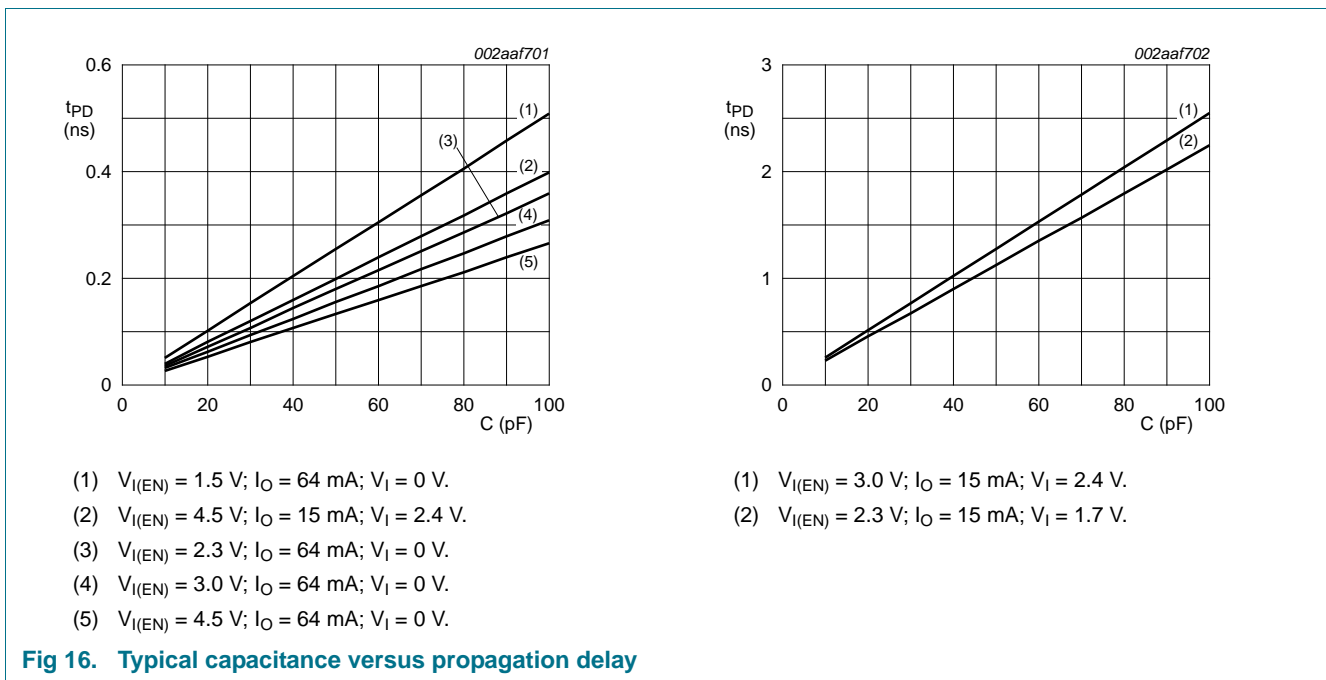 002aaf701
0.6
tPD
(ns)
0.4
0.2
0
(1)
(3)
(2)
(4)
(5)
0 20 40 60 80 100
C (pF)
(1) VI(EN) = 1.5 V; IO = 64 mA; VI = 0 V.
(2) VI(EN) = 4.5 V; IO = 15 mA; VI = 2.4 V.
(3) VI(EN) = 2.3 V; IO = 64 mA; VI = 0 V.
(4) VI(EN) = 3.0 V; IO = 64 mA; VI = 0 V.
(5) VI(EN) = 4.5 V; IO = 64 mA; VI = 0 V.
002aaf702
3
tPD
(ns)
2
1
0
(1)
(2)
0 20 40 60 80 100
C (pF)
(1) VI(EN) = 3.0 V; IO = 15 mA; VI = 2.4 V.
(2) VI(EN) = 2.3 V; IO = 15 mA; VI = 1.7 V.
Fig 16. Typical capacitance versus propagation delay